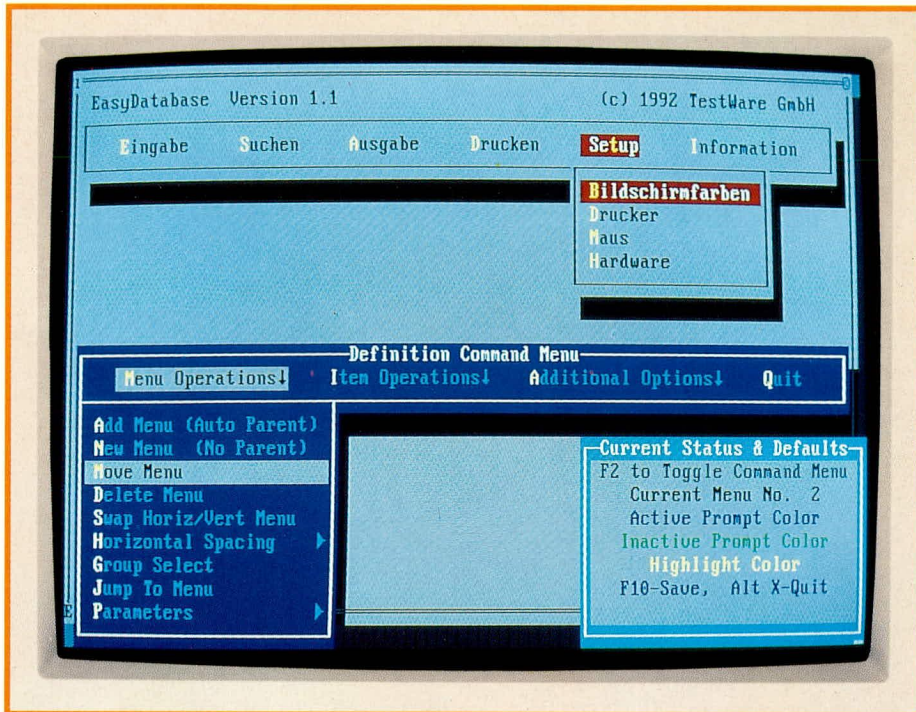 EasyDatabase Version 1.1 (c) 1992 TestWare GmbH
Eingabe Suchen Ausgabe Drucken Setup Information
Bildschirmfarben
Drucker
Maus
Hardware
Definition Command Menu
Menu Operations↓ Item Operations↓ Additional Options↓ Quit
Add Menu (Auto Parent)
New Menu (No Parent)
Move Menu
Delete Menu
Swap Horiz/Vert Menu
Horizontal Spacing ▶
Group Select
Jump To Menu
Parameters ▶
Current Status & Defaults
F2 to Toggle Command Menu
Current Menu No. 2
Active Prompt Color
Inactive Prompt Color
Highlight Color
F10-Save, Alt X-Quit